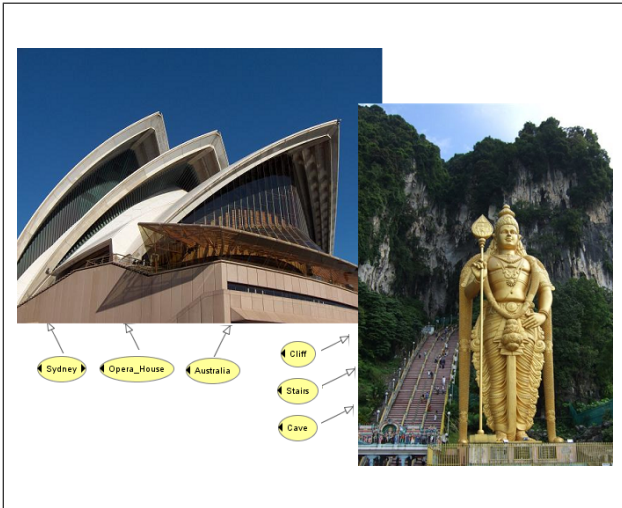 Sydney
Opera_House
Australia
Cliff
Stairs
Cave